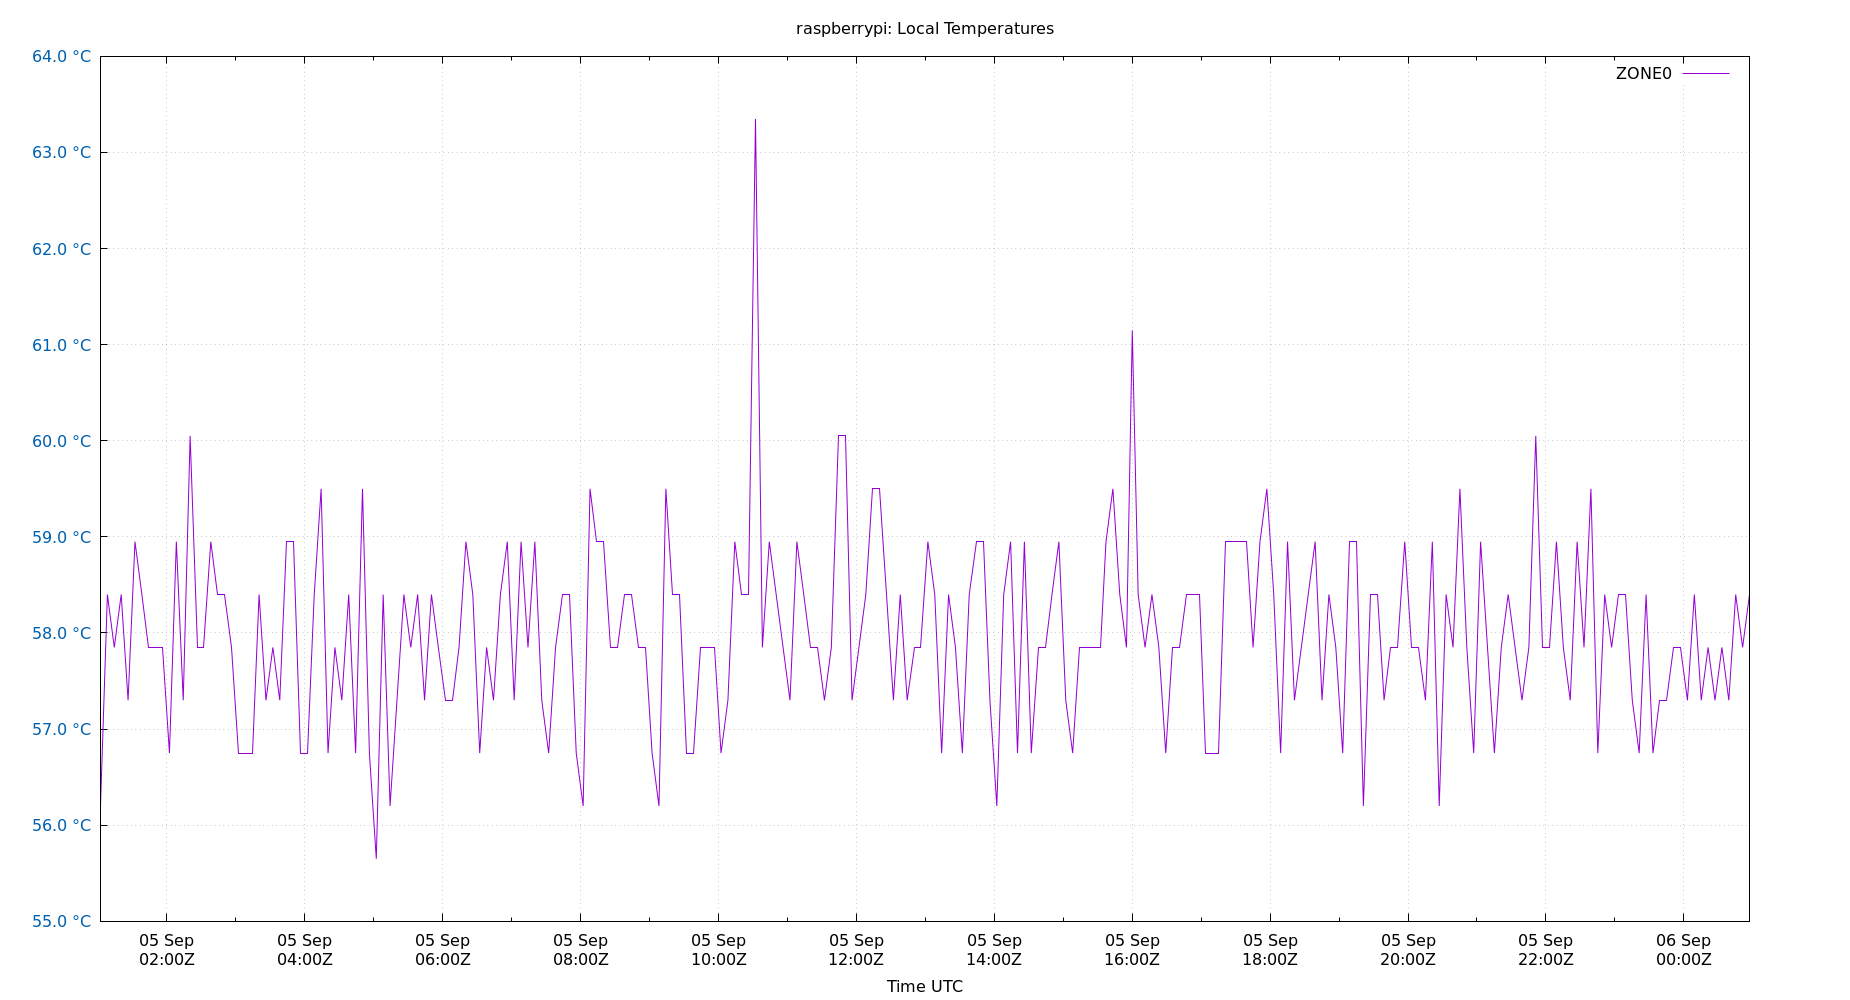 raspberrypi: Local Temperatures
64.0 °C
ZONE0
63.0 °C
62.0 °C
61.0 °C
60.0 °C
59.0 °C
58.0 °C
57.0 °C
56.0 °C
55.0 °C
05 Sep 05 Sep 05 Sep 05 Sep 05 Sep 05 Sep 05 Sep 05 Sep 05 Sep 05 Sep 05 Sep 06 Sep
02:00Z 04:00Z 06:00Z 08:00Z 10:00Z 12:00Z 14:00Z 16:00Z 18:00Z 20:00Z 22:00Z 00:00Z
Time UTC